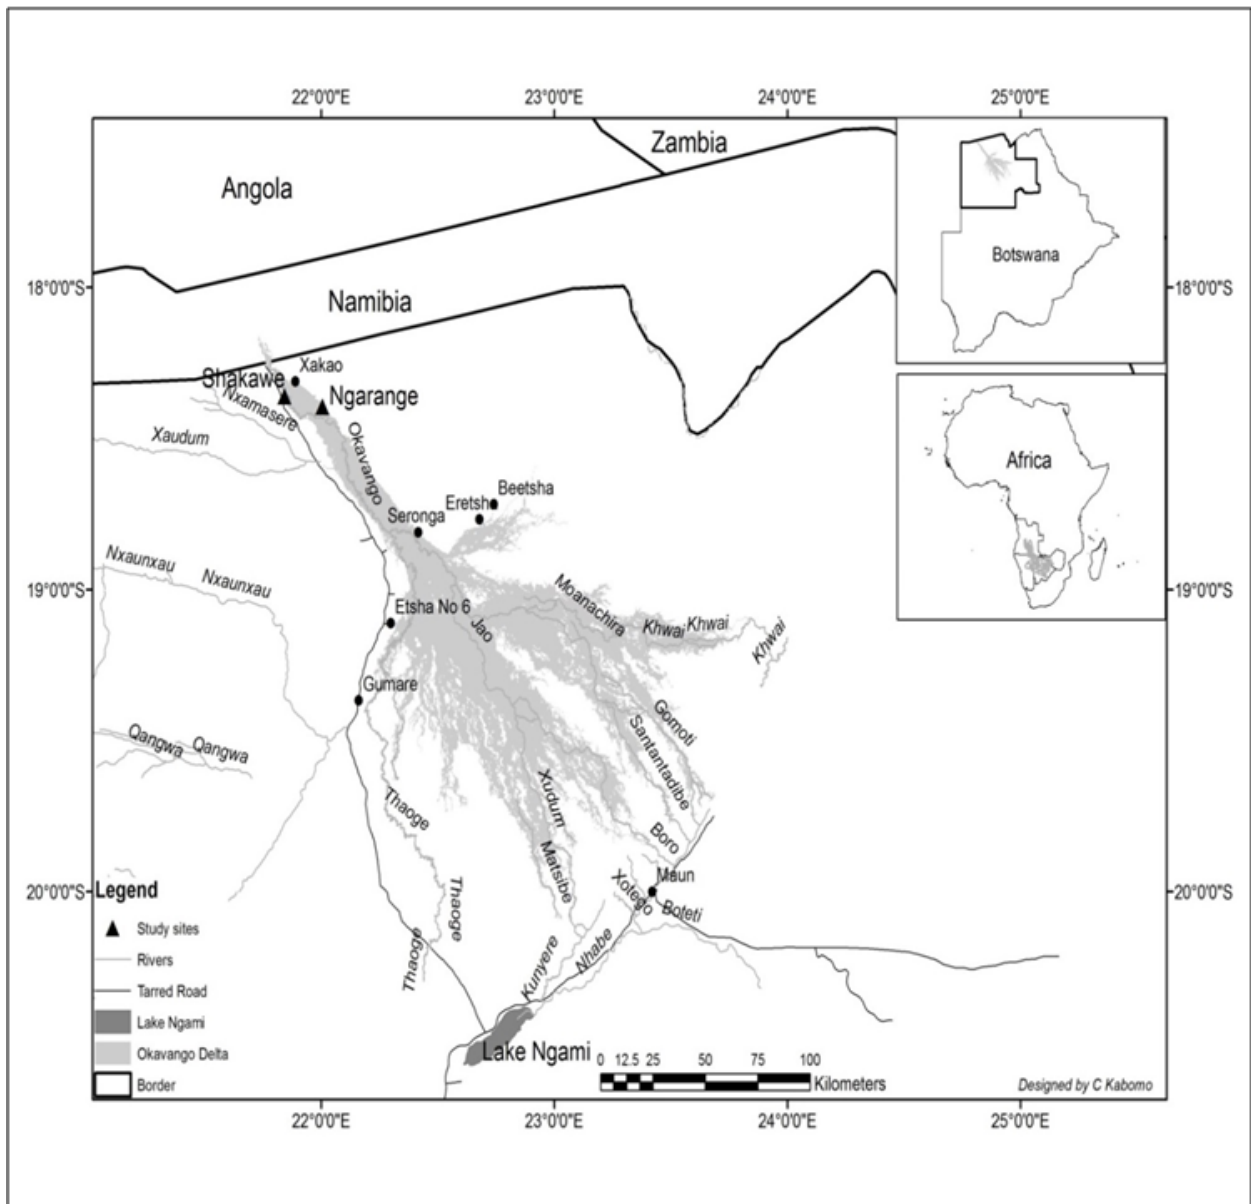 22°0'0"E 23°0'0"E 24°0'0"E 25°0'0"E
Zambia
Angola
Botswana
18°0'0"S
18°0'0"S
Namibia
Xakao
Shakawe
Ngarange
Nxamasere
Xaudum
Okavango
Africa
Beetsha
Eretsh
Seronga
Nxaunxau
Nxaunxau
19°0'0"S
19°0'0"S
Moanachira
Etsha No 6
Jao
Khwai
Khwai
Khwai
Gumare
Gomoti
Santantadibe
Qangwa
Qangwa
Xudum
Thaoge
Boro
Matsibe
Maun
20°0'0"S
20°0'0"S
Xotego
Boteti
Thaoge
Thaoge
Kunyere
Nhabe
Legend
Study sites
Rivers
Tarred Road
Lake Ngami
Okavango Delta
Border
Lake Ngami
0 12.5 25 50 75 100
Kilometers
Designed by C Kabomo
22°0'0"E 23°0'0"E 24°0'0"E 25°0'0"E